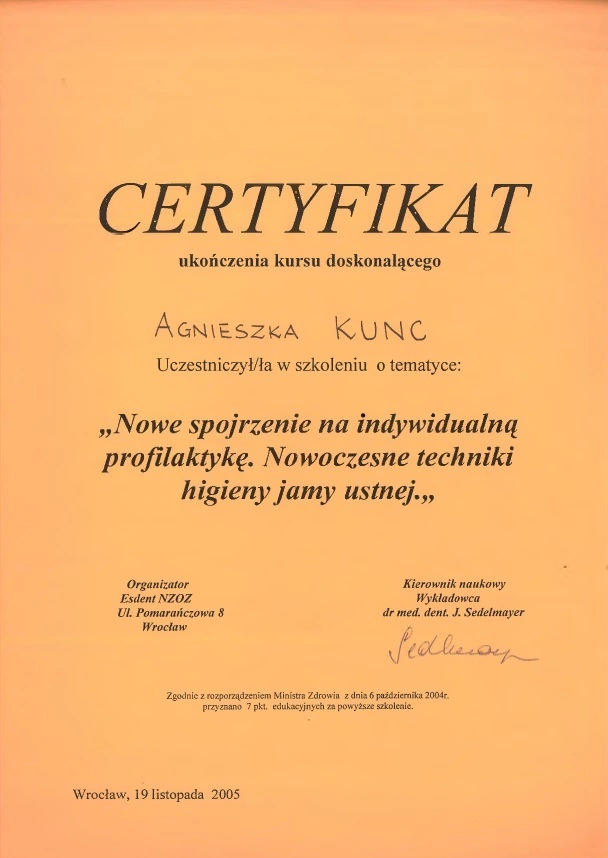 CERTYFIKAT
ukończenia kursu doskonalącego
AGNIESZKA KUNC
Uczestniczył/ła w szkoleniu o tematyce:
„Nowe spojrzenie na indywidualną
profilaktykę. Nowoczesne techniki
higieny jamy ustnej.„
Organizator
Esdent NZOZ
Ul. Pomarańczowa 8
Wrocław
Kierownik naukowy
Wykładowca
dr med. dent. J. Sedelmayer
Sedlmayer
Zgodnie z rozporządzeniem Ministra Zdrowia z dnia 6 października 2004r.
przyznano 7 pkt. edukacyjnych za powyższe szkolenie.
Wrocław, 19 listopada 2005